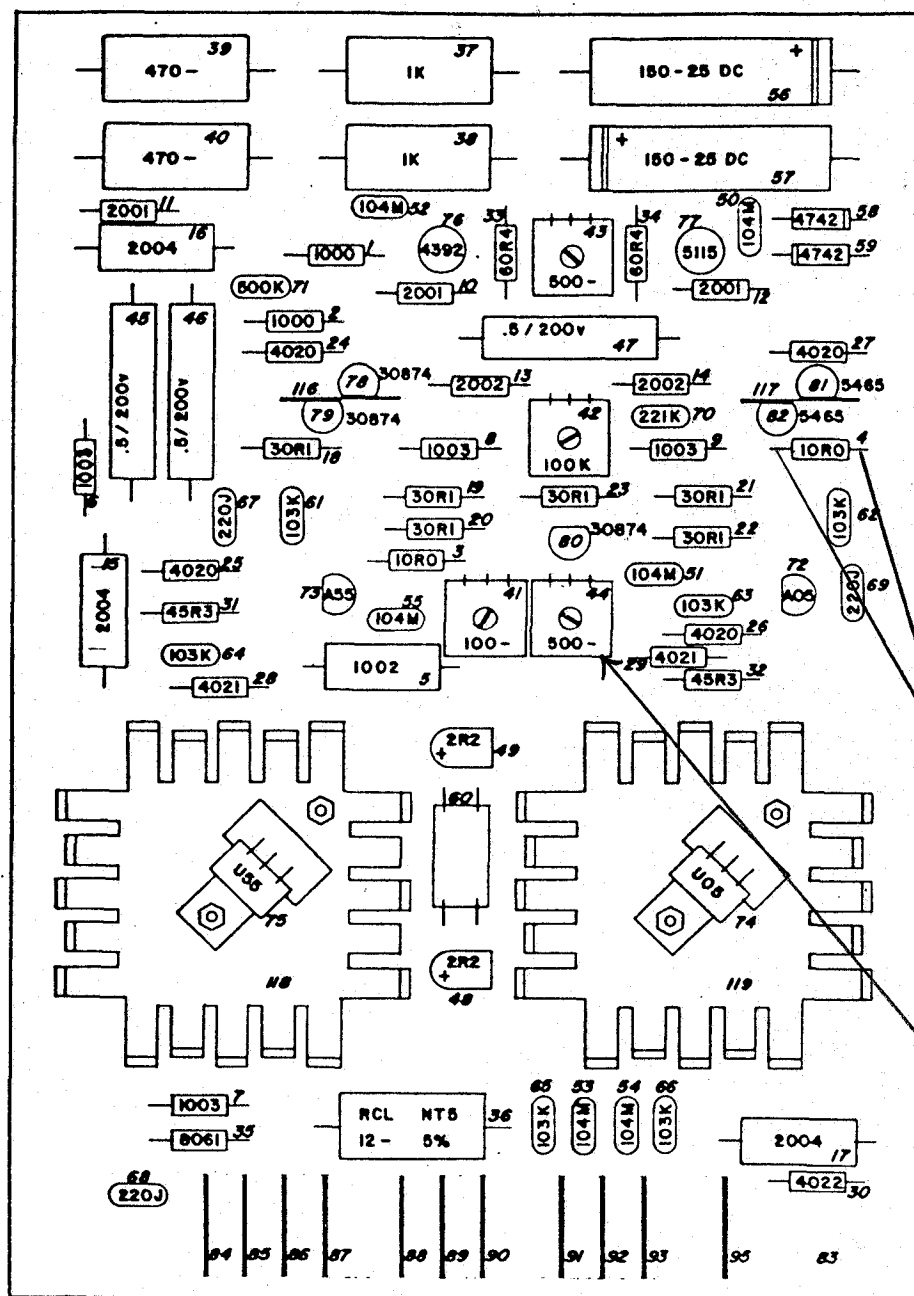 39 37 +
470- 1K 150-25 DC
56
40 38 +
470- 1K 150-25 DC
57
2001 11 104M 52 76 33 43 34 77 50 104M 4742 58
2004 16 1000 1 4392 60R4 500- 60R4 5115 4742 59
500K 71 2001 10 2001 12
45 46 1000 2 .5/200v 47
.5/200v .5/200v 4020 24 4020 27
116 78 30874 2002 13 2002 14 117 81 5465
79 30874 42 221K 70 82 5465
1003 6 30R1 18 1003 8 100K 1003 9 10R0 4
220J 67 103K 61 30R1 19 30R1 23 30R1 21 103K 62
30R1 20 80 30874 30R1 22
10R0 3
15 2004 4020 25 73 A55 55 104M 41 44 104M 51 72 A05 220J 69
45R3 31 100- 500- 103K 63
103K 64 1002 5 4020 26
4021 28 29 4021
45R3 32
2R2 49
+
60
U55 75 U05 74
2R2
+
48
118 119
1003 7 RCL NT5 36 65 53 54 66
8061 35 12- 5% 103K 104M 104M 103K 2004 17
68
220J 4022 30
84 85 86 87 88 89 90 91 92 93 95 83